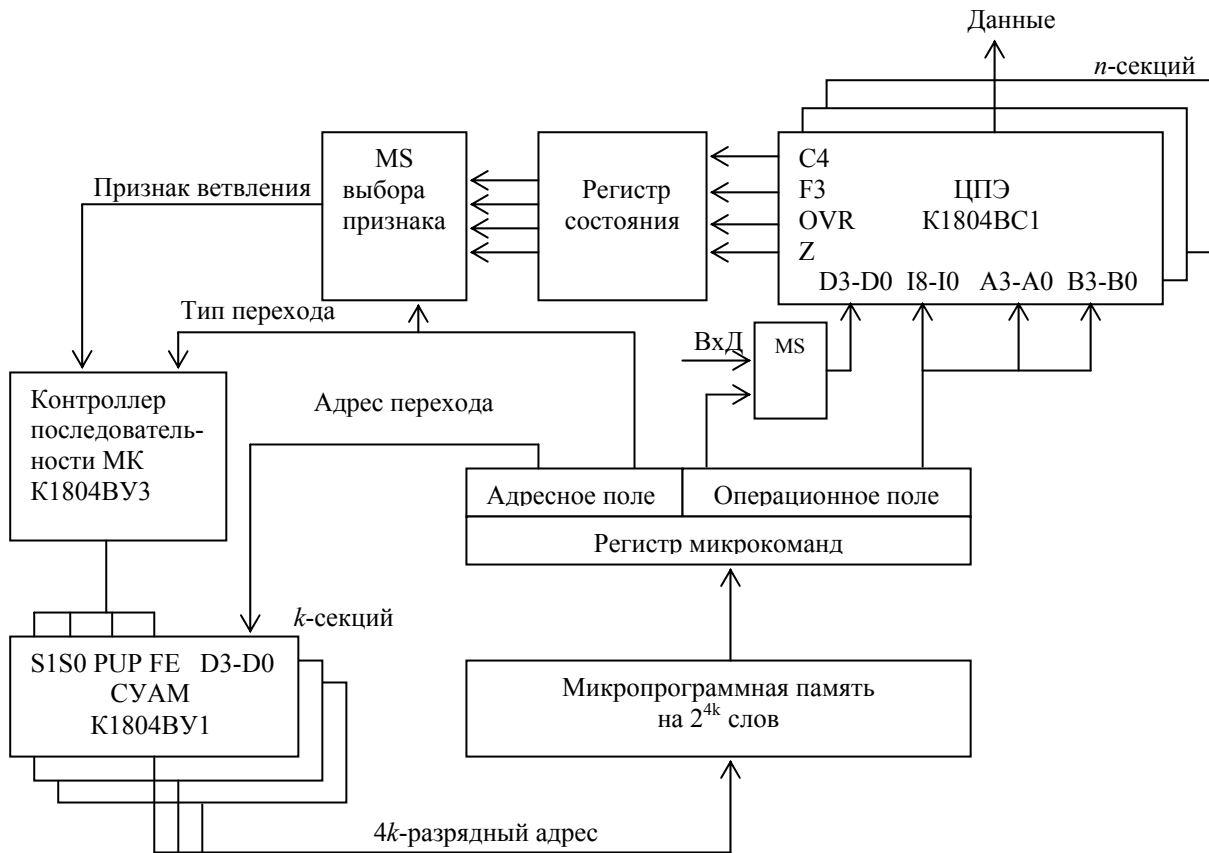 Данные
n-секций
MS
выбора
признака
Регистр
состояния
C4
F3
OVR
Z
ЦПЭ
К1804ВС1
D3-D0 I8-I0 A3-A0 B3-B0
Признак ветвления
Тип перехода
ВхД
MS
Контроллер
последователь-
ности МК
К1804ВУ3
Адрес перехода
Адресное поле
Операционное поле
Регистр микрокоманд
k-секций
S1S0 PUP FE D3-D0
СУАМ
К1804ВУ1
Микропрограммная память
на 2^4k слов
4k-разрядный адрес